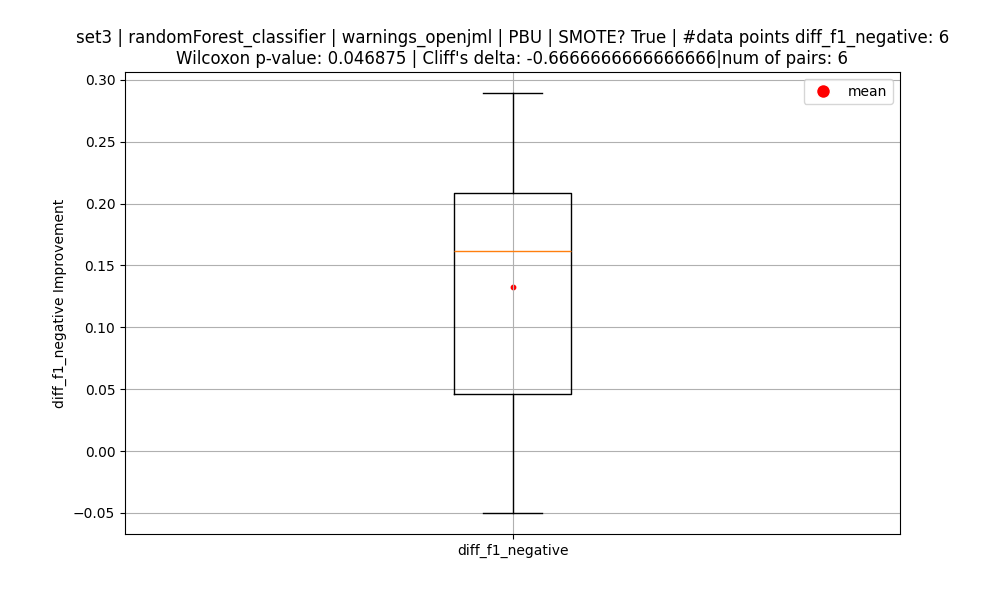 set3 | randomForest_classifier | warnings_openjml | PBU | SMOTE? True | #data points diff_f1_negative: 6
Wilcoxon p-value: 0.046875 | Cliff's delta: -0.6666666666666666|num of pairs: 6
mean
0.30
0.25
0.20
0.15
0.10
0.05
0.00
−0.05
diff_f1_negative Improvement
diff_f1_negative